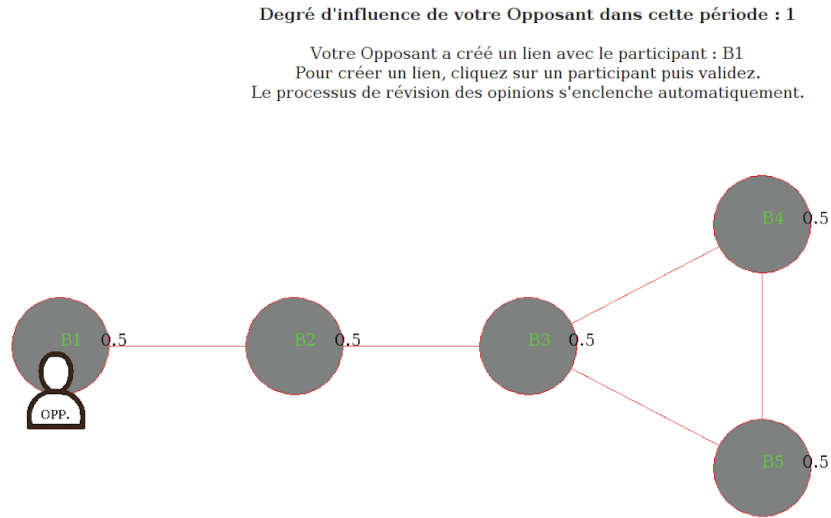 Degré d'influence de votre Opposant dans cette période : 1
Votre Opposant a créé un lien avec le participant : B1
Pour créer un lien, cliquez sur un participant puis validez.
Le processus de révision des opinions s'enclenche automatiquement.
B4 0.5
B1 0.5
B2 0.5
B3 0.5
OPP.
B5 0.5